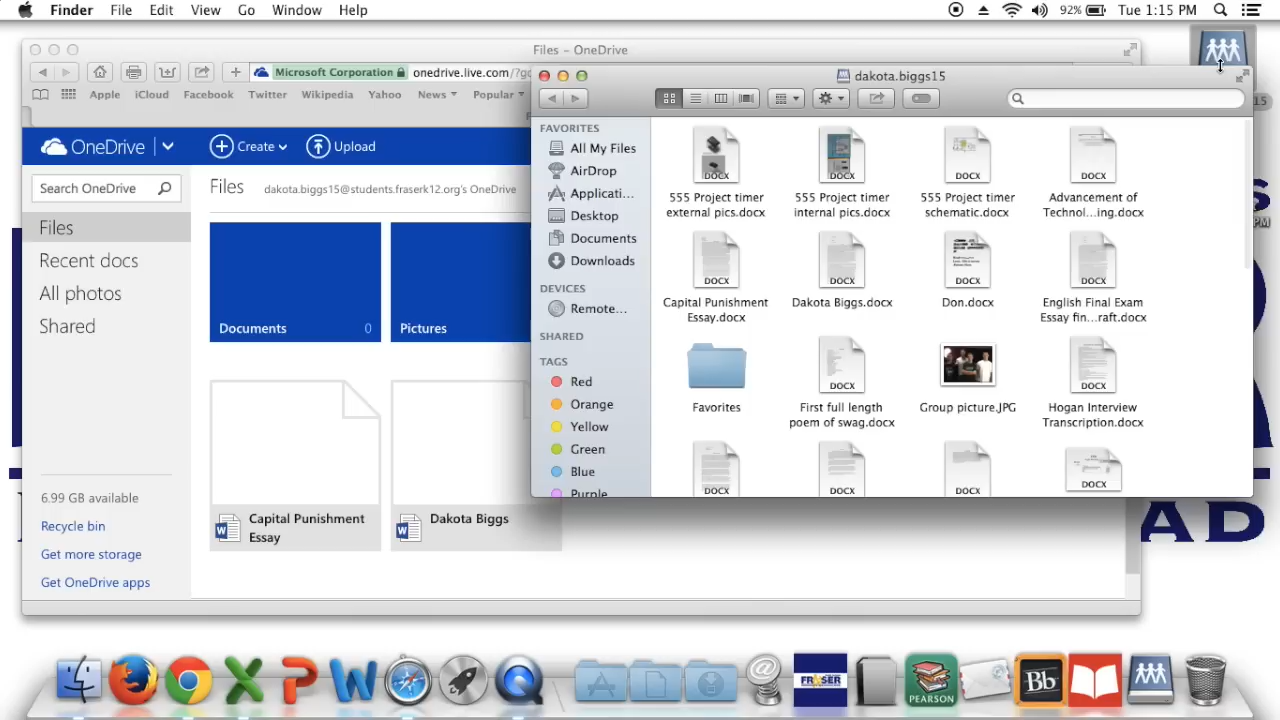 Finder File Edit View Go Window Help 92% Tue 1:15 PM
Files – OneDrive
Microsoft Corporation onedrive.live.com/?g
Apple iCloud Facebook Twitter Wikipedia Yahoo News Popular
OneDrive Create Upload
Search OneDrive
Files
Recent docs
All photos
Shared
6.99 GB available
Recycle bin
Get more storage
Get OneDrive apps
Files dakota.biggs15@students.fraserk12.org's OneDrive
Documents 0
Pictures
Capital Punishment
Essay
Dakota Biggs
dakota.biggs15
FAVORITES
All My Files
AirDrop
Applicati...
Desktop
Documents
Downloads
DEVICES
Remote...
SHARED
TAGS
Red
Orange
Yellow
Green
Blue
Purple
DOCX DOCX DOCX DOCX
555 Project timer
external pics.docx
555 Project timer
internal pics.docx
555 Project timer
schematic.docx
Advancement of
Technol...ing.docx
DOCX DOCX DOCX DOCX
Capital Punishment
Essay.docx
Dakota Biggs.docx
Don.docx
English Final Exam
Essay fin...raft.docx
DOCX DOCX
Favorites
First full length
poem of swag.docx
Group picture.JPG
Hogan Interview
Transcription.docx
DOCX DOCX DOCX DOCX
15
S
PM
AD
FRASER
PEARSON
Bb